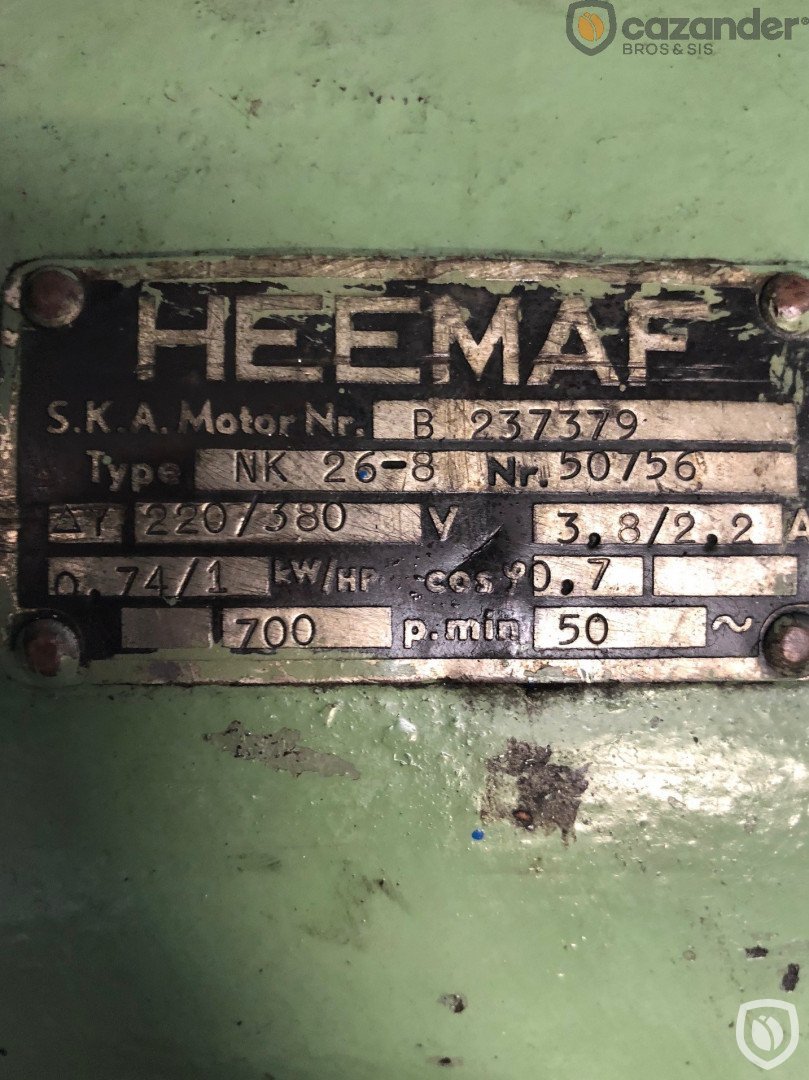 cazander®
BROS & SIS
HEEMAF
S.K.A. Motor Nr. B 237379
Type NK 26-8 Nr. 50756
△Y 220/380 V 3,8/2,2 A
0.74/1 kW/HP cos φ 0,7
700 p.min 50 ~